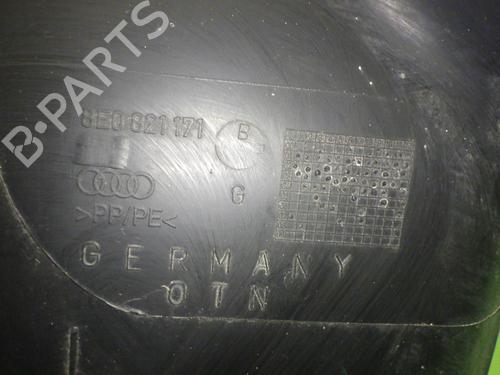 B-PARTS
8E0 821 171 B
G
>PP/PE<
GERMANY
OTN